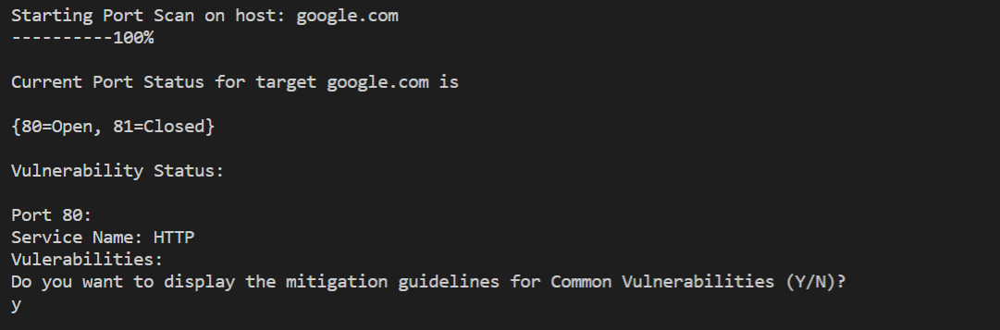 Starting Port Scan on host: google.com
----------100%
Current Port Status for target google.com is
{80=Open, 81=Closed}
Vulnerability Status:
Port 80:
Service Name: HTTP
Vulerabilities:
Do you want to display the mitigation guidelines for Common Vulnerabilities (Y/N)?
y